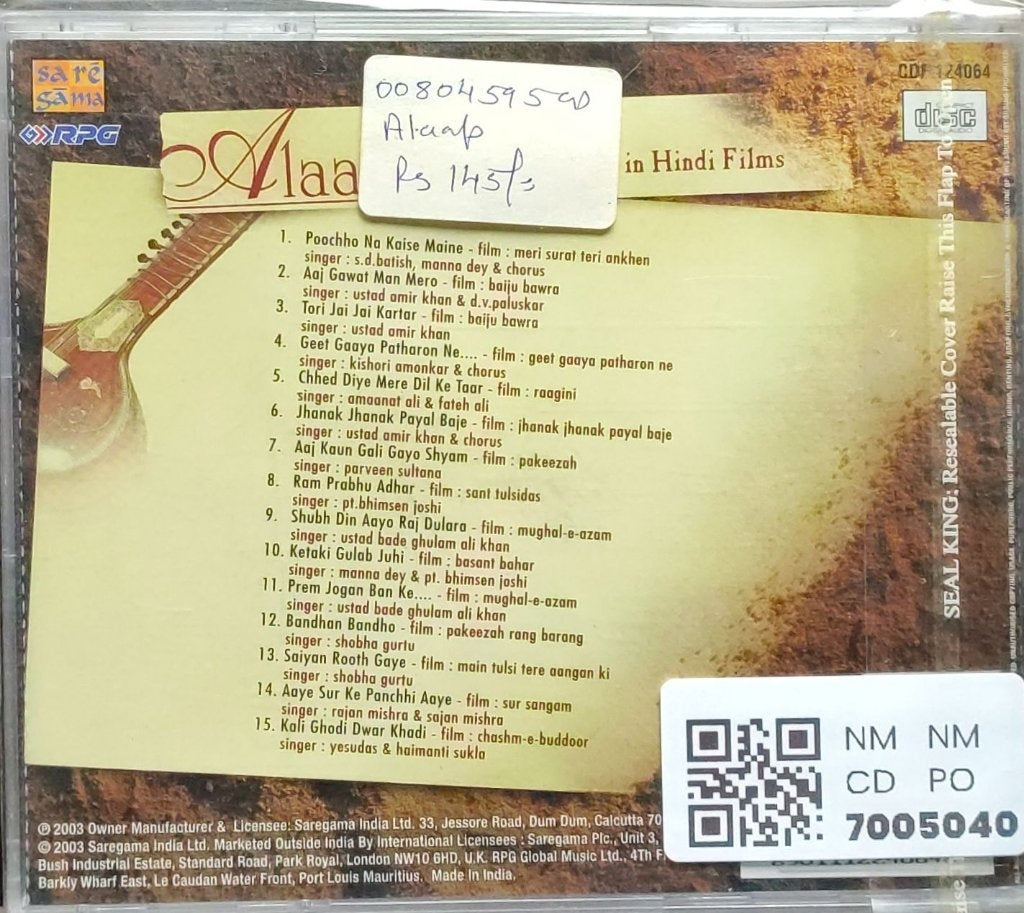 sa rē
gāma
RPG
00804595CD
Alaap
Rs 145/-
CDF 124064
COMPACT
disc
DIGITAL AUDIO
Alaa
in Hindi Films
1. Poochho Na Kaise Maine - film : meri surat teri ankhen
singer : s.d.batish, manna dey & chorus
2. Aaj Gawat Man Mero - film : baiju bawra
singer : ustad amir khan & d.v.paluskar
3. Tori Jai Jai Kartar - film : baiju bawra
singer : ustad amir khan
4. Geet Gaaya Patharon Ne.... - film : geet gaaya patharon ne
singer : kishori amonkar & chorus
5. Chhed Diye Mere Dil Ke Taar - film : raagini
singer : amaanat ali & fateh ali
6. Jhanak Jhanak Payal Baje - film : jhanak jhanak payal baje
singer : ustad amir khan & chorus
7. Aaj Kaun Gali Gayo Shyam - film : pakeezah
singer : parveen sultana
8. Ram Prabhu Adhar - film : sant tulsidas
singer : pt.bhimsen joshi
9. Shubh Din Aayo Raj Dulara - film : mughal-e-azam
singer : ustad bade ghulam ali khan
10. Ketaki Gulab Juhi - film : basant bahar
singer : manna dey & pt. bhimsen joshi
11. Prem Jogan Ban Ke.... - film : mughal-e-azam
singer : ustad bade ghulam ali khan
12. Bandhan Bandho - film : pakeezah rang barang
singer : shobha gurtu
13. Saiyan Rooth Gaye - film : main tulsi tere aangan ki
singer : shobha gurtu
14. Aaye Sur Ke Panchhi Aaye - film : sur sangam
singer : rajan mishra & sajan mishra
15. Kali Ghodi Dwar Khadi - film : chashm-e-buddoor
singer : yesudas & haimanti sukla
SEAL KING: Resealable Cover Raise This Flap To
NM NM
CD PO
7005040
℗ 2003 Owner Manufacturer & Licensee: Saregama India Ltd. 33, Jessore Road, Dum Dum, Calcutta 70
© 2003 Saregama India Ltd. Marketed Outside India By International Licensees : Saregama Plc., Unit 3,
Bush Industrial Estate, Standard Road, Park Royal, London NW10 6HD, U.K. RPG Global Music Ltd., 4Th F
Barkly Wharf East, Le Caudan Water Front, Port Louis Mauritius. Made In India.